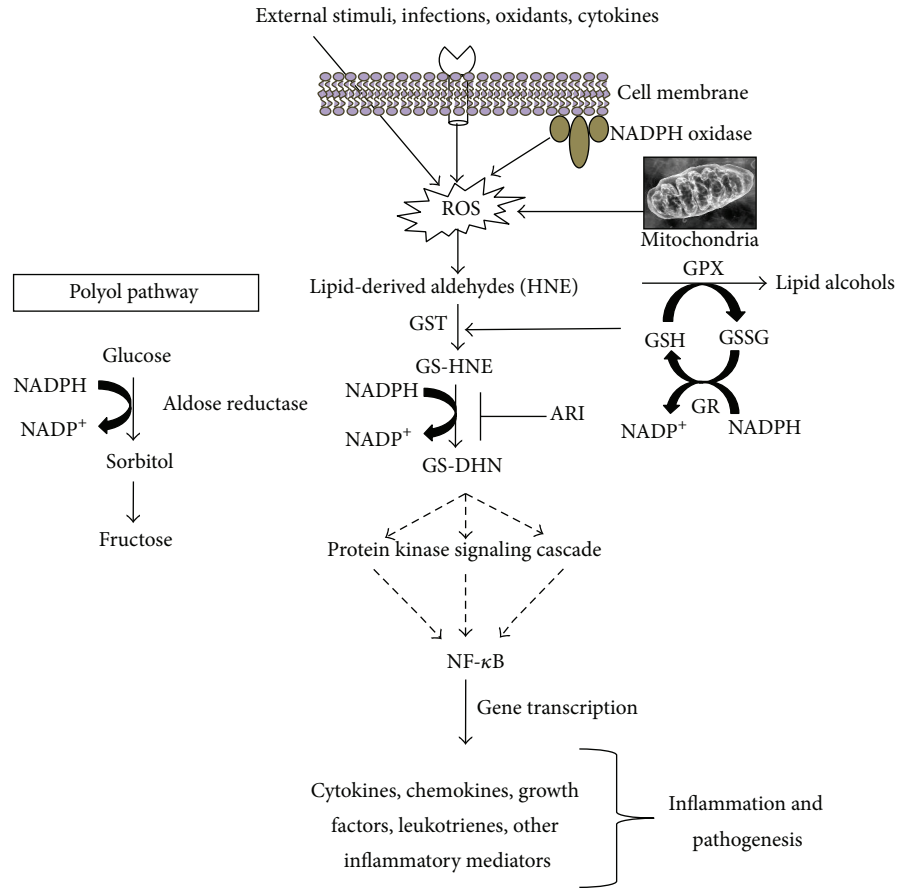 External stimuli, infections, oxidants, cytokines
Cell membrane
NADPH oxidase
ROS
Mitochondria
Polyol pathway
Lipid-derived aldehydes (HNE)
GPX
Lipid alcohols
GST
GSH
GSSG
Glucose
GS-HNE
NADPH
NADPH
Aldose reductase
ARI
GR
NADP⁺
NADP⁺
NADP⁺
NADPH
Sorbitol
GS-DHN
Fructose
Protein kinase signaling cascade
NF-κB
Gene transcription
Cytokines, chemokines, growth
factors, leukotrienes, other
inflammatory mediators
Inflammation and
pathogenesis